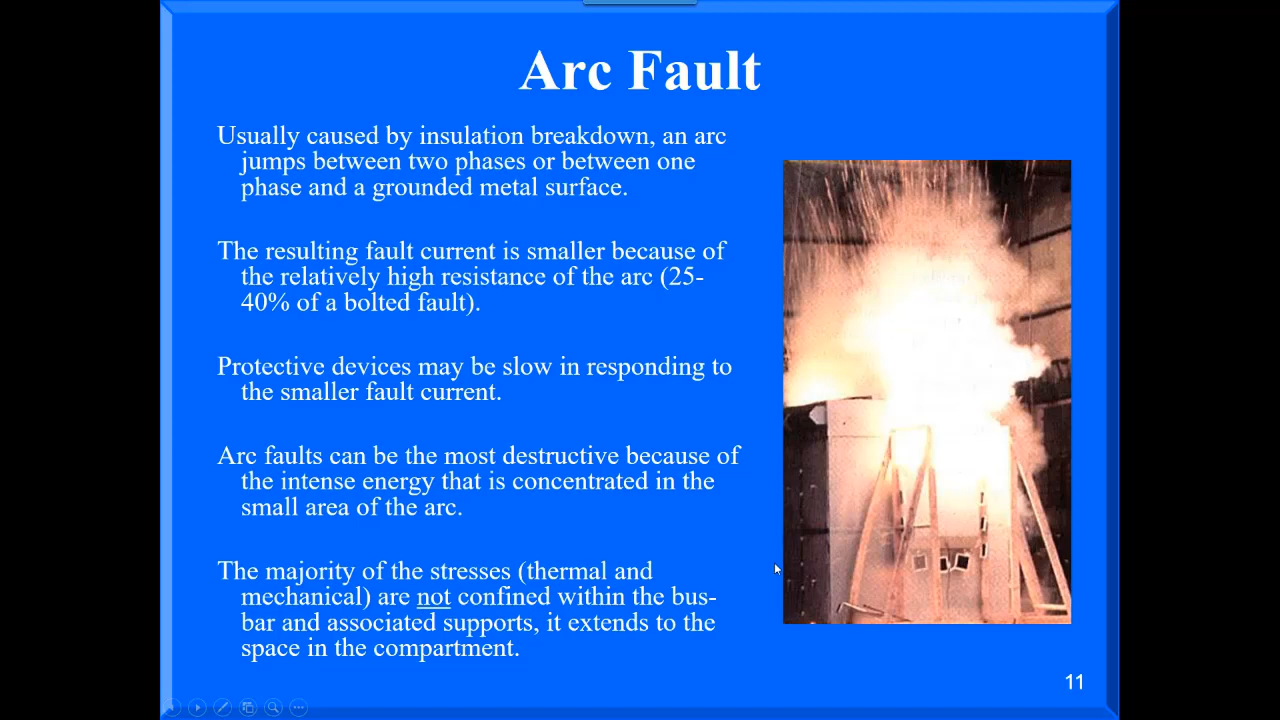 Arc Fault
Usually caused by insulation breakdown, an arc
jumps between two phases or between one
phase and a grounded metal surface.
The resulting fault current is smaller because of
the relatively high resistance of the arc (25-
40% of a bolted fault).
Protective devices may be slow in responding to
the smaller fault current.
Arc faults can be the most destructive because of
the intense energy that is concentrated in the
small area of the arc.
The majority of the stresses (thermal and
mechanical) are not confined within the bus-
bar and associated supports, it extends to the
space in the compartment.
11